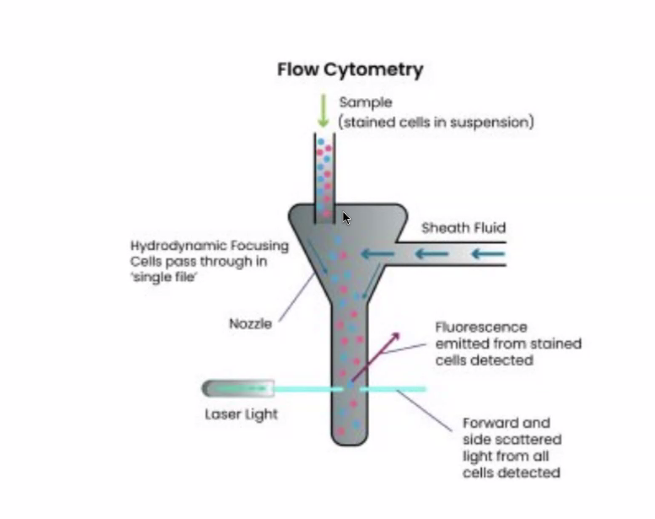 Flow Cytometry
Sample
(stained cells in suspension)
Sheath Fluid
Hydrodynamic Focusing
Cells pass through in
'single file'
Nozzle
Fluorescence
emitted from stained
cells detected
Laser Light
Forward and
side scattered
light from all
cells detected